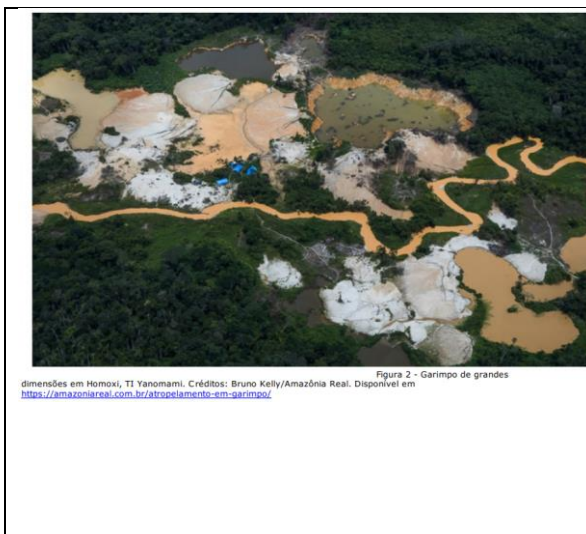 Figura 2 - Garimpo de grandes
dimensões em Homoxi, TI Yanomami. Créditos: Bruno Kelly/Amazônia Real. Disponível em
https://amazoniareal.com.br/atropelamento-em-garimpo/